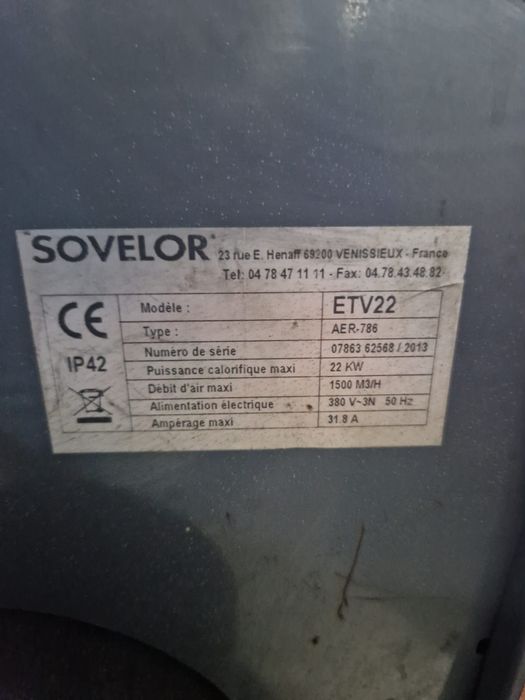 SOVELOR
23 rue E. Henaff 69200 VENISSIEUX - France
Tel: 04 78 47 11 11 - Fax: 04.78.43.48.82
CE
IP42
Modèle : ETV22
Type : AER-786
Numéro de série 07863 62568 / 2013
Puissance calorifique maxi 22 KW
Débit d'air maxi 1500 M3/H
Alimentation électrique 380 V~3N 50 Hz
Ampérage maxi 31.8 A